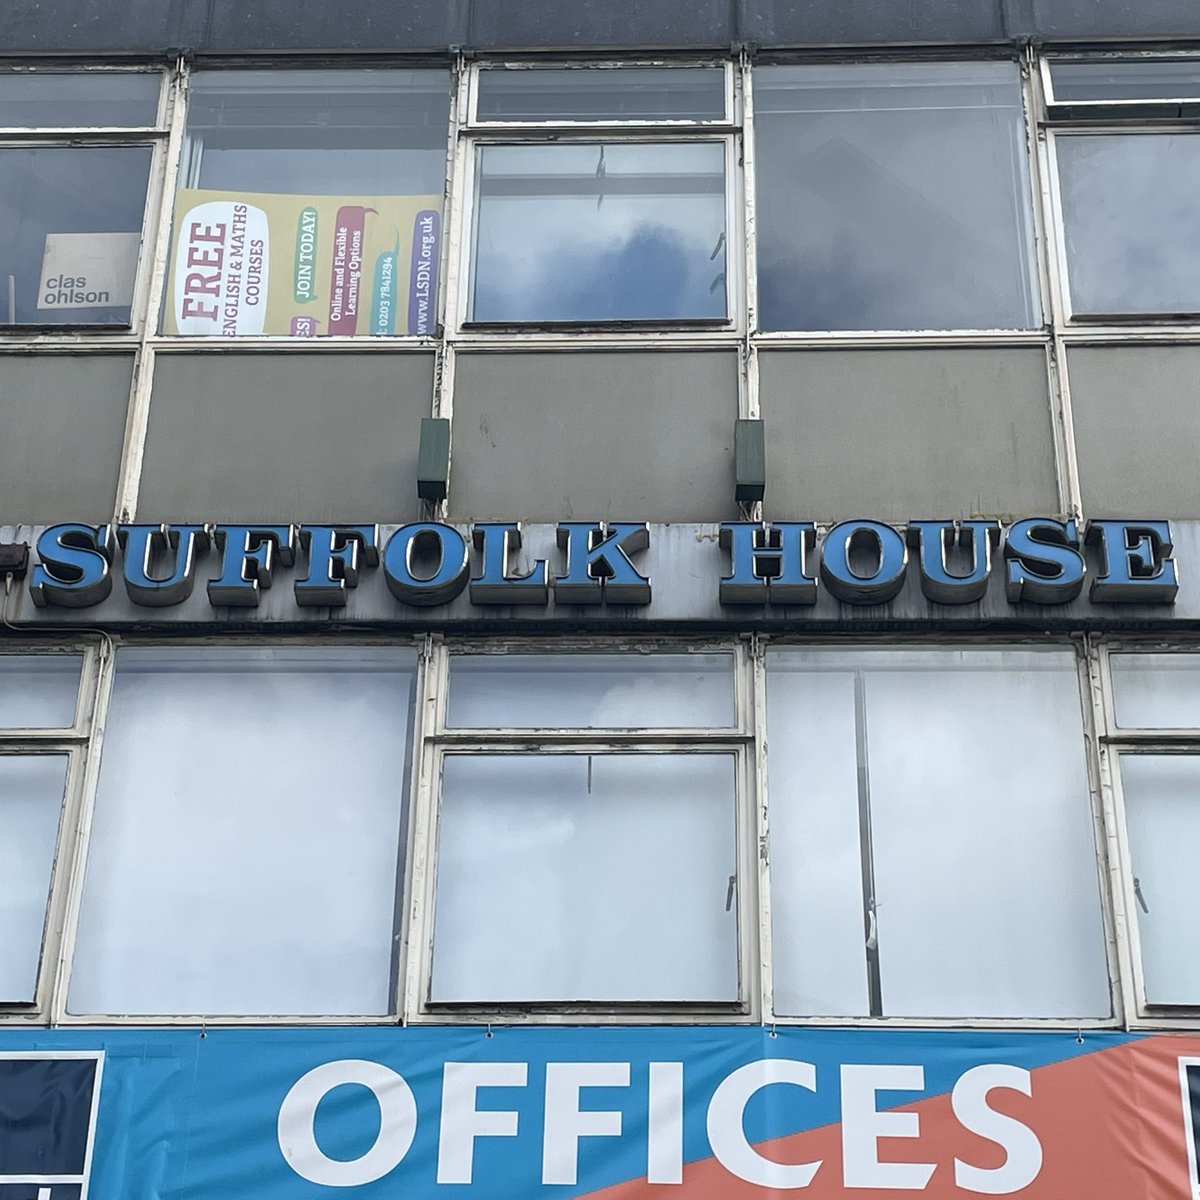 clas
ohlson
FREE
ENGLISH & MATHS
COURSES
JOIN TODAY!
Online and Flexible
Learning Options
0203 7841294
www.LSDN.org.uk
SUFFOLK HOUSE
OFFICES